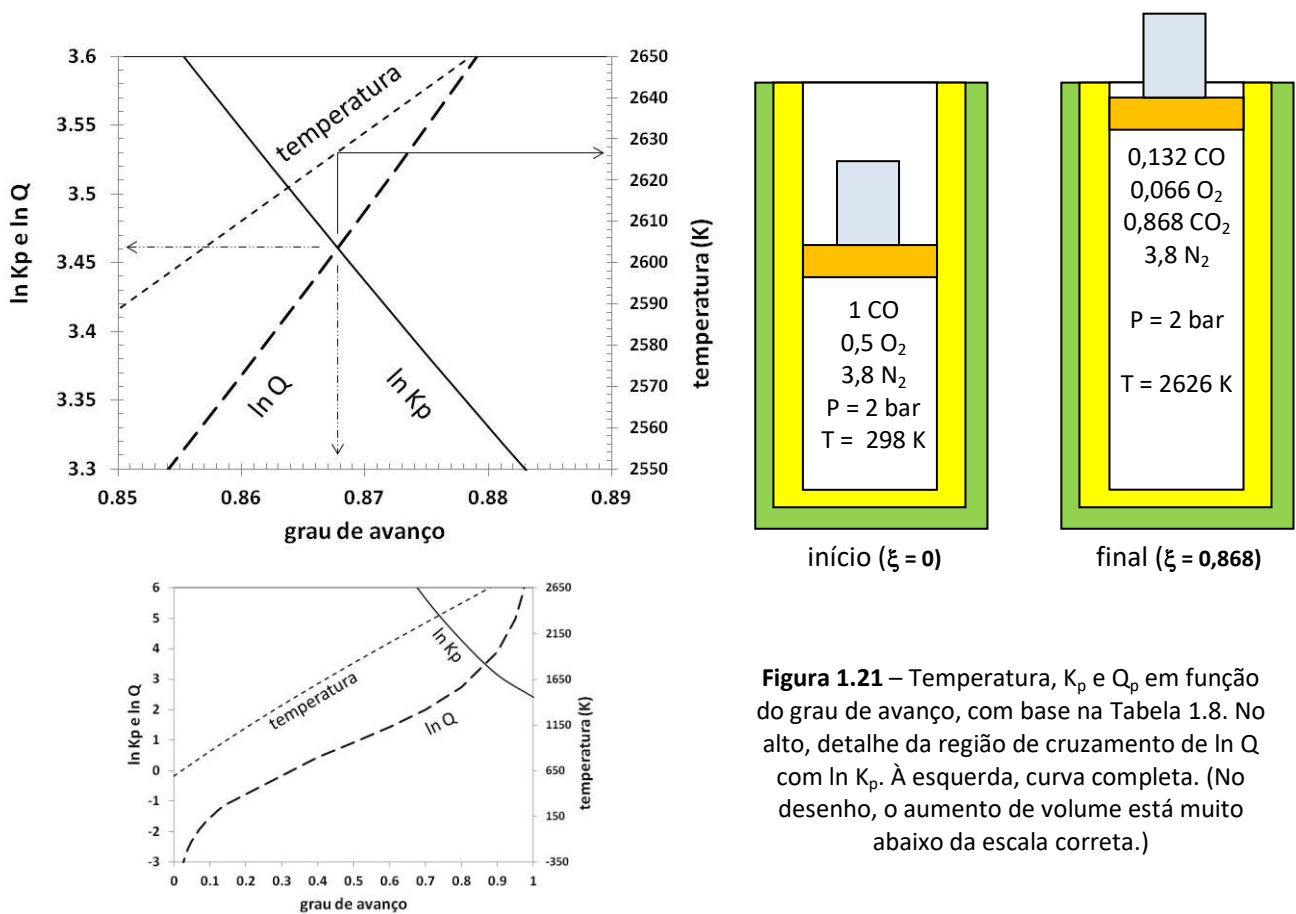 3.6
3.55
3.5
3.45
3.4
3.35
3.3
ln Kp e ln Q
0.85
0.86
0.87
0.88
0.89
grau de avanço
2650
2640
2630
2620
2610
2600
2590
2580
2570
2560
2550
temperatura (K)
temperatura
ln Q
ln Kp
1 CO
0,5 O₂
3,8 N₂
P = 2 bar
T = 298 K
início (ξ = 0)
0,132 CO
0,066 O₂
0,868 CO₂
3,8 N₂
P = 2 bar
T = 2626 K
final (ξ = 0,868)
6
5
4
3
2
1
0
-1
-2
-3
ln Kp e ln Q
0
0.1
0.2
0.3
0.4
0.5
0.6
0.7
0.8
0.9
1
grau de avanço
2650
2150
1650
1150
650
150
-350
temperatura (K)
temperatura
ln Kp
ln Q
Figura 1.21 – Temperatura, Kₚ e Qₚ em função
do grau de avanço, com base na Tabela 1.8. No
alto, detalhe da região de cruzamento de ln Q
com ln Kₚ. À esquerda, curva completa. (No
desenho, o aumento de volume está muito
abaixo da escala correta.)